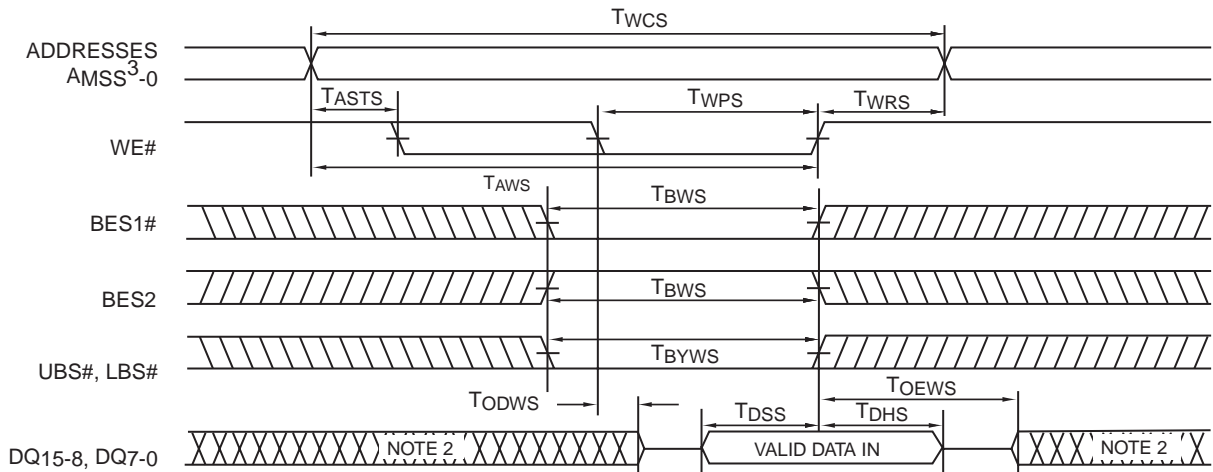 TWCS
ADDRESSES
AMSS3-0
TASTS
TWPS
TWRS
WE#
TAWS
TBWS
BES1#
TBWS
BES2
TBYWS
UBS#, LBS#
TODWS
TOEWS
TDSS
TDHS
DQ15-8, DQ7-0
NOTE 2
VALID DATA IN
NOTE 2